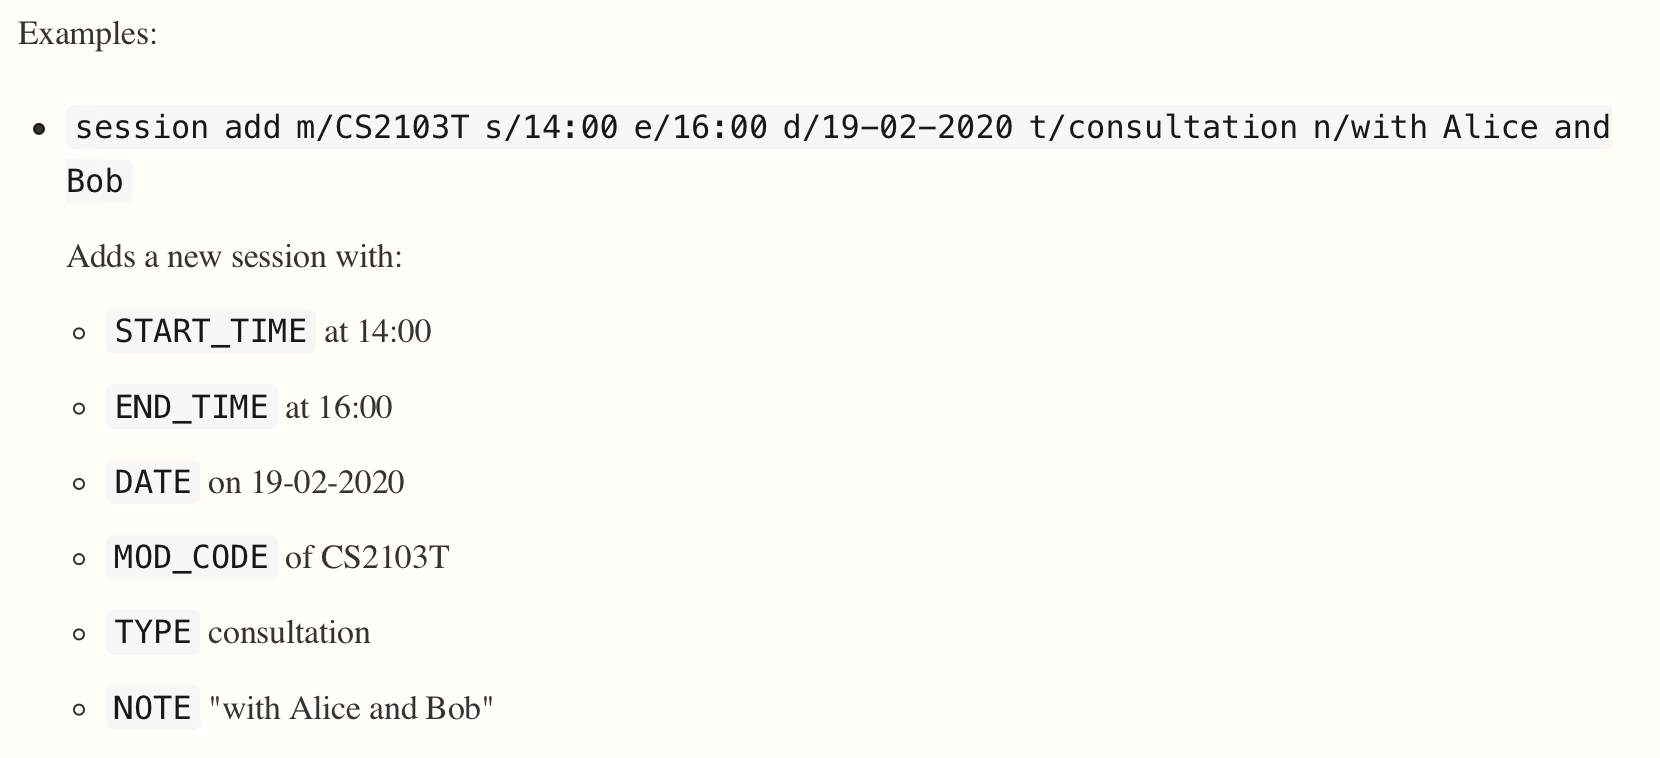 Examples:
session add m/CS2103T s/14:00 e/16:00 d/19-02-2020 t/consultation n/with Alice and
Bob
Adds a new session with:
START_TIME at 14:00
END_TIME at 16:00
DATE on 19-02-2020
MOD_CODE of CS2103T
TYPE consultation
NOTE "with Alice and Bob"